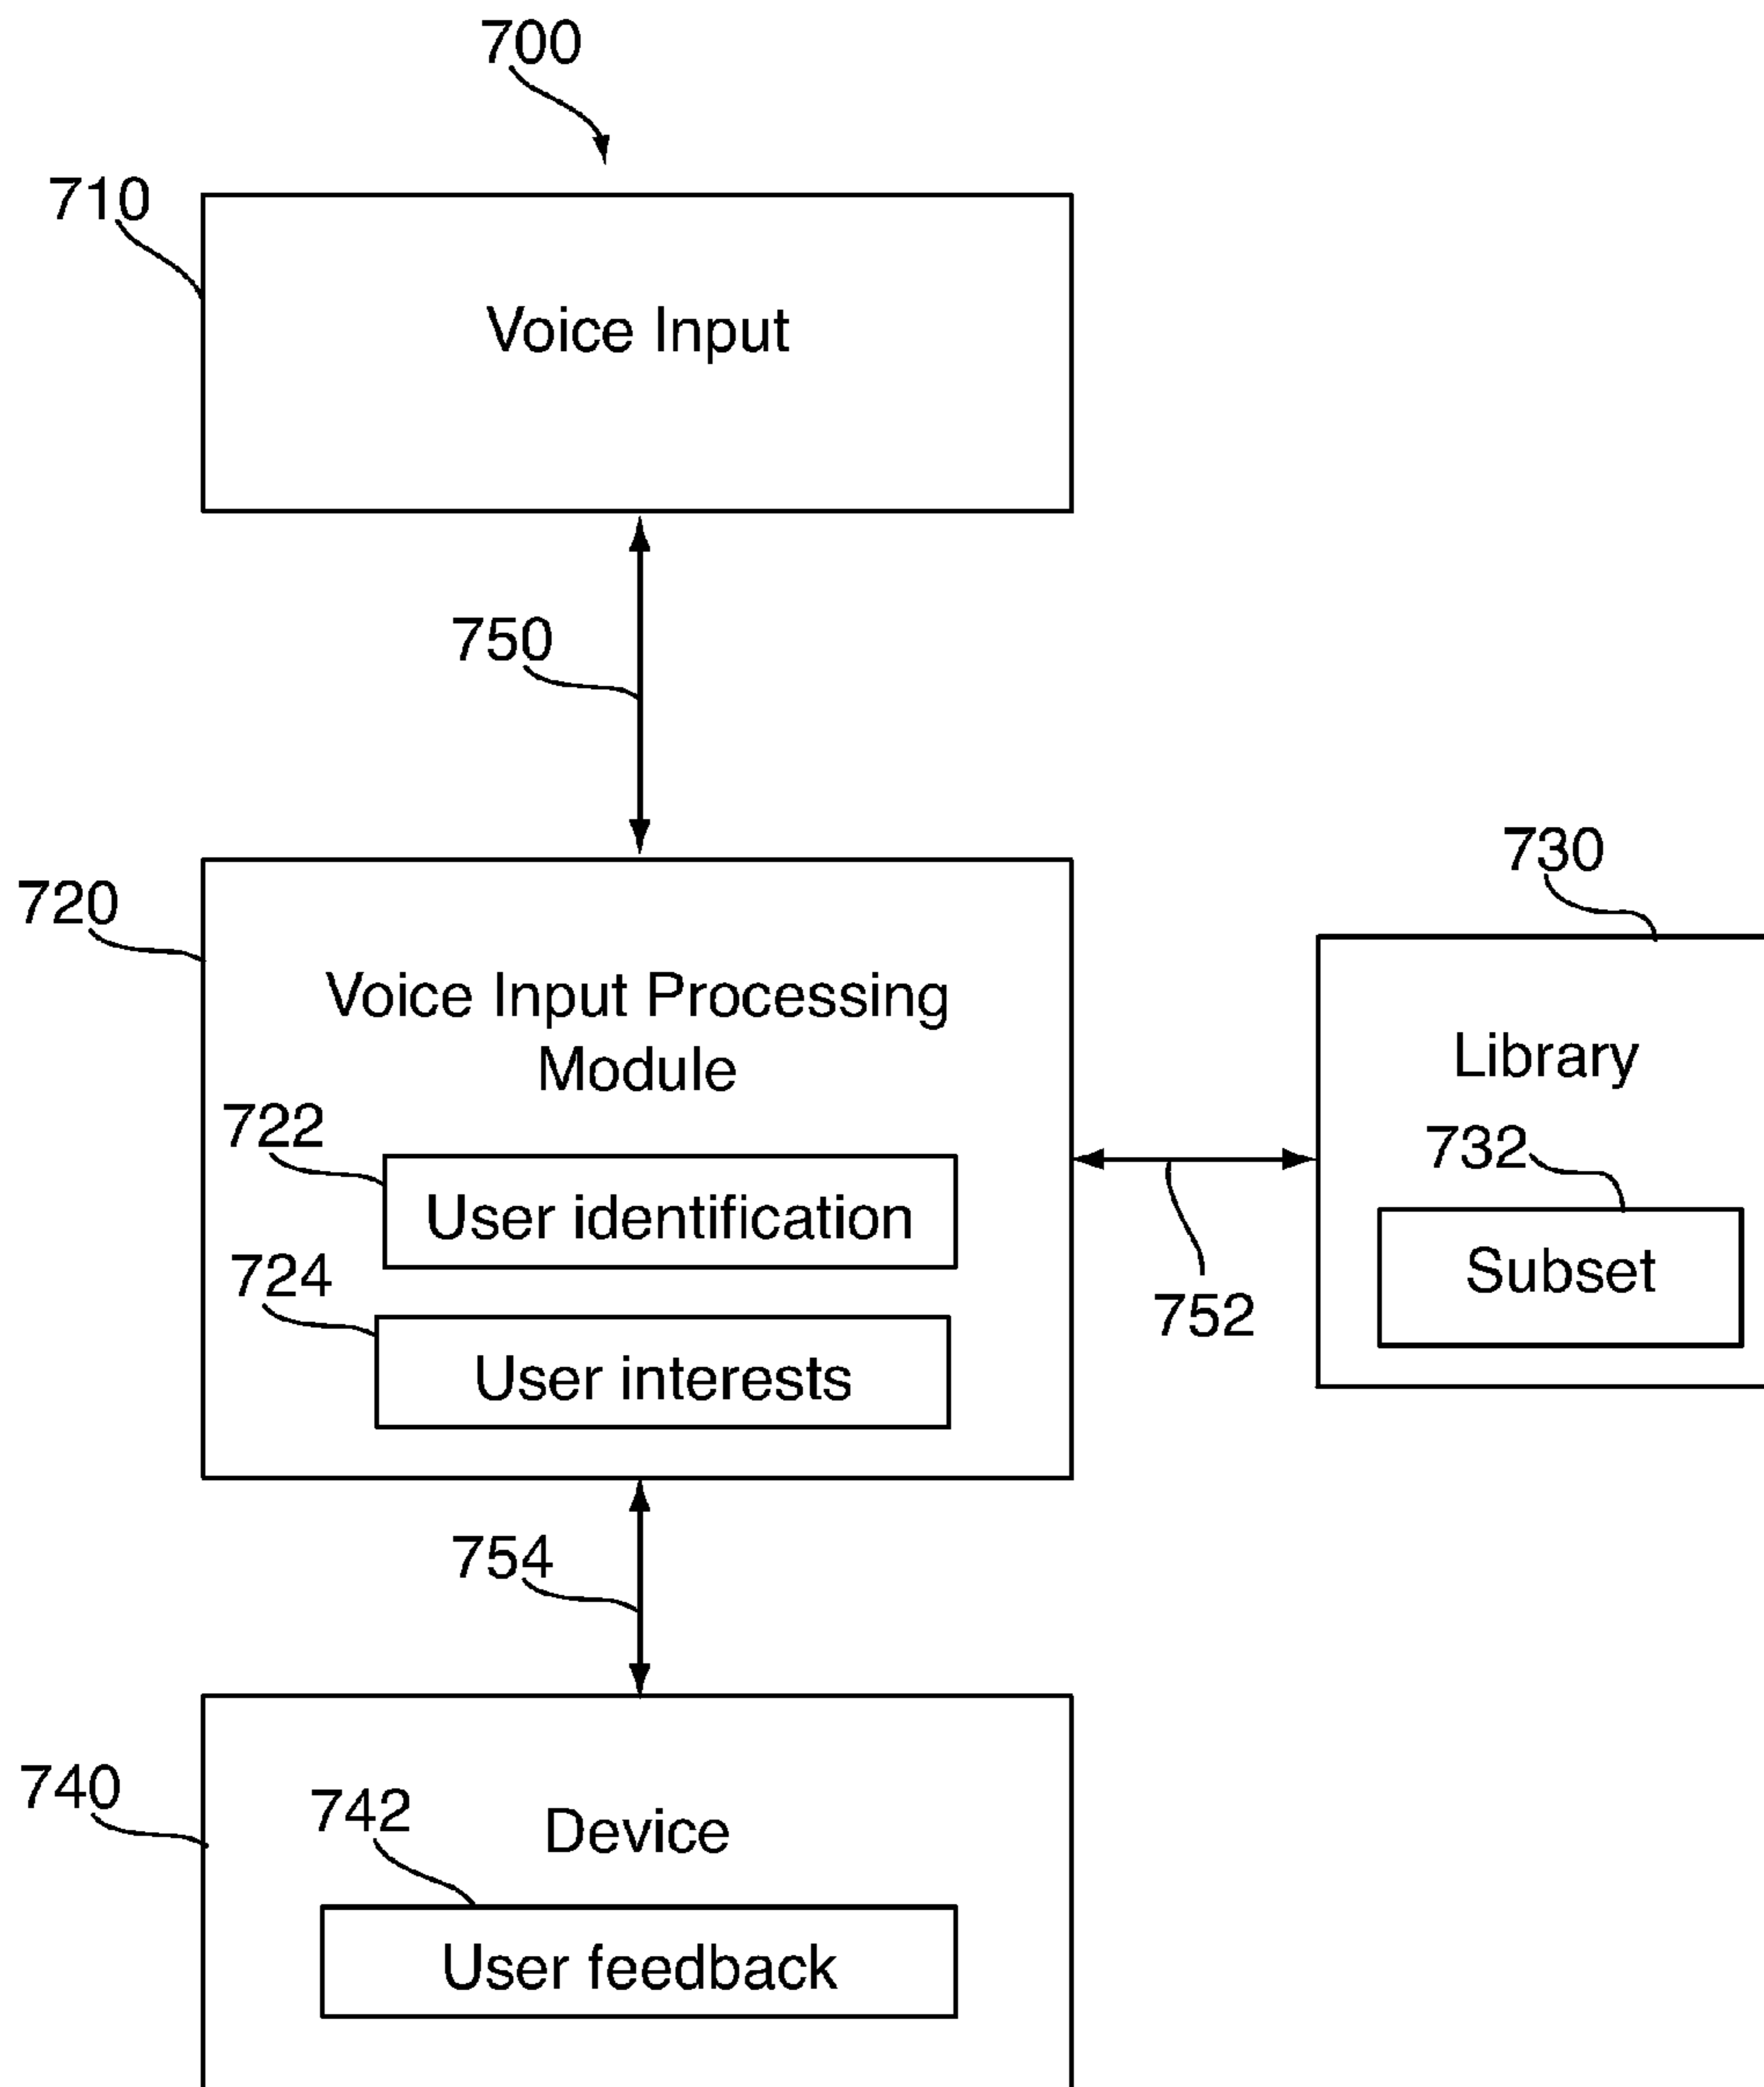 700
710
Voice Input
750
720
730
Voice Input Processing
Module
Library
722
732
User identification
Subset
724
752
User interests
754
740
742
Device
User feedback